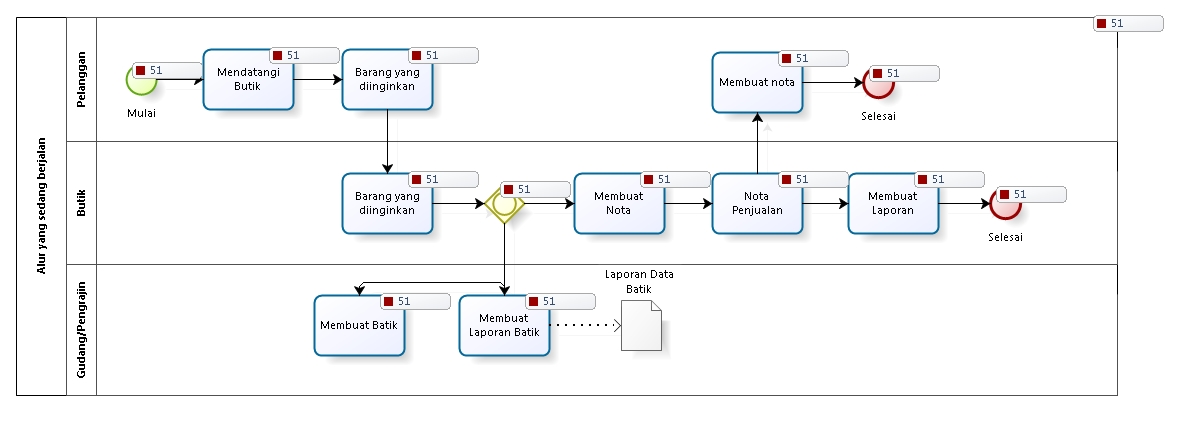 51
Alur yang sedang berjalan
Pelanggan
51
Mulai
51
Mendatangi
Butik
51
Barang yang
diinginkan
51
Membuat nota
51
Selesai
Butik
51
Barang yang
diinginkan
51
51
Membuat
Nota
51
Nota
Penjualan
51
Membuat
Laporan
51
Selesai
Gudang/Pengrajin
51
Membuat Batik
51
Membuat
Laporan Batik
Laporan Data
Batik